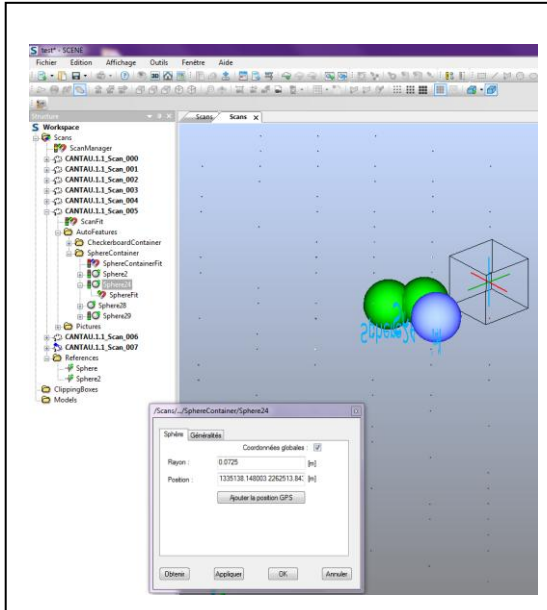 test* - SCENE
Fichier Edition Affichage Outils Fenêtre Aide
Structure
Scans Scans x
Workspace
Scans
ScanManager
CANTAU.1.1_Scan_000
CANTAU.1.1_Scan_001
CANTAU.1.1_Scan_002
CANTAU.1.1_Scan_003
CANTAU.1.1_Scan_004
CANTAU.1.1_Scan_005
ScanFit
AutoFeatures
CheckerboardContainer
SphereContainer
SphereContainerFit
Sphere2
Sphere24
SphereFit
Sphere28
Sphere29
Pictures
CANTAU.1.1_Scan_006
CANTAU.1.1_Scan_007
References
Sphere
Sphere2
ClippingBoxes
Models
Sphere24
/Scans/.../SphereContainer/Sphere24
Sphère Généralités
Coordonnées globales :
Rayon : 0.0725 [m]
Position : 1335138.148003.2262513.84 [m]
Ajouter la position GPS
Obtenir Appliquer OK Annuler